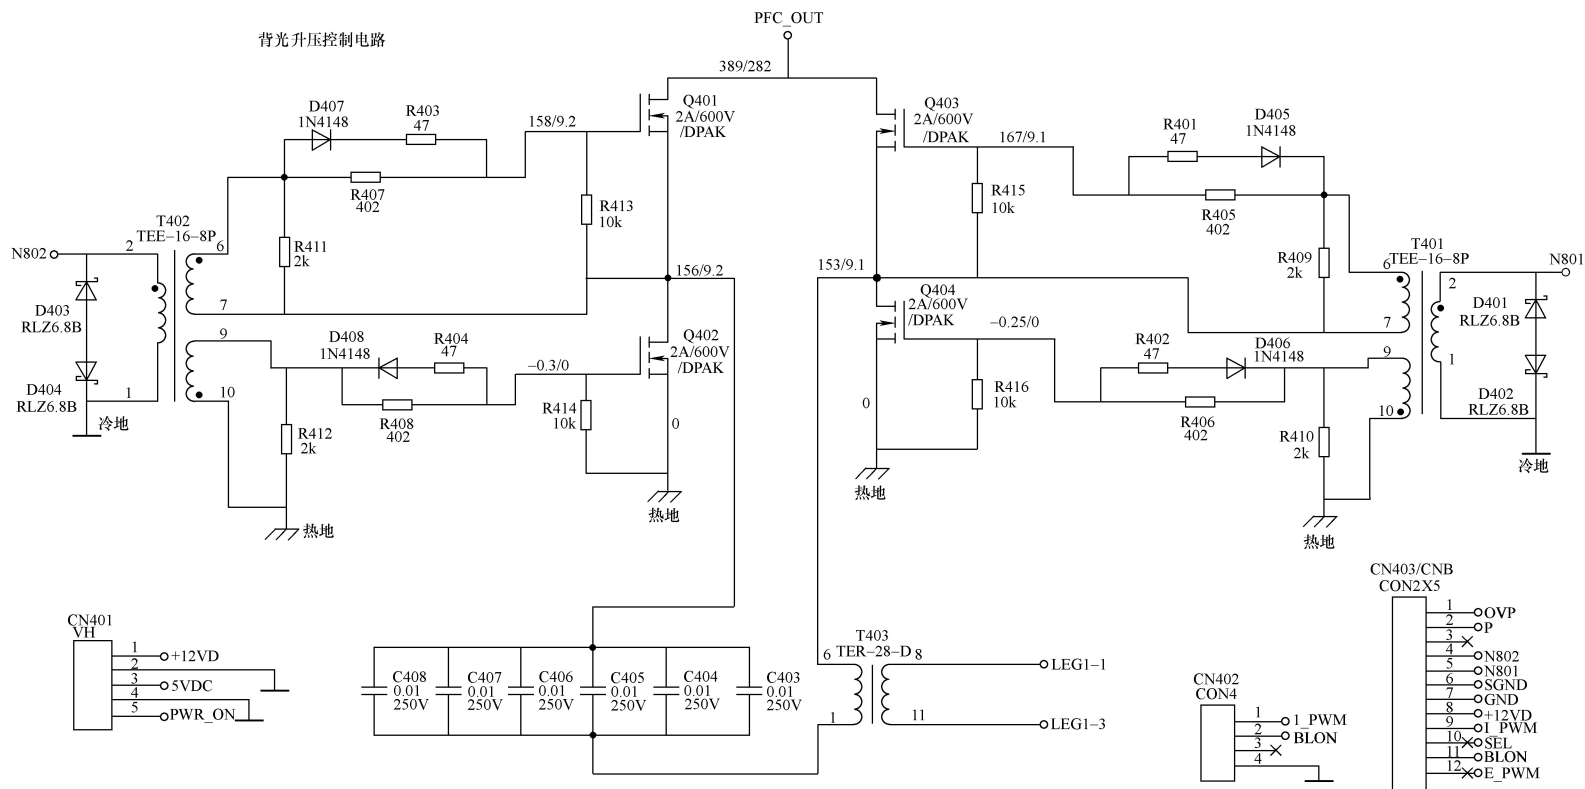 背光升压控制电路
PFC_OUT
389/282
D407
1N4148
R403
47
158/9.2
Q401
2A/600V
/DPAK
R407
402
R413
10k
T402
TEE-16-8P
N802
2
6
R411
2k
7
156/9.2
D403
RLZ6.8B
D404
RLZ6.8B
1
冷地
9
10
D408
1N4148
R404
47
-0.3/0
Q402
2A/600V
/DPAK
R408
402
R414
10k
0
R412
2k
热地
热地
Q403
2A/600V
/DPAK
167/9.1
R401
47
D405
1N4148
R415
10k
R405
402
153/9.1
R409
2k
T401
TEE-16-8P
N801
6
2
7
D401
RLZ6.8B
Q404
2A/600V
/DPAK
-0.25/0
R402
47
D406
1N4148
9
1
0
R416
10k
R406
402
10
D402
RLZ6.8B
R410
2k
冷地
热地
热地
CN401
VH
1
+12VD
2
3
5VDC
4
5
PWR_ON
C408
0.01
250V
C407
0.01
250V
C406
0.01
250V
C405
0.01
250V
C404
0.01
250V
C403
0.01
250V
T403
TER-28-D
6
8
LEG1-1
1
11
LEG1-3
CN402
CON4
1
1_PWM
2
BLON
3
4
CN403/CNB
CON2X5
1
OVP
2
P
3
4
N802
5
N801
6
SGND
7
GND
8
+12VD
9
I_PWM
10
SEL
11
BLON
12
E_PWM